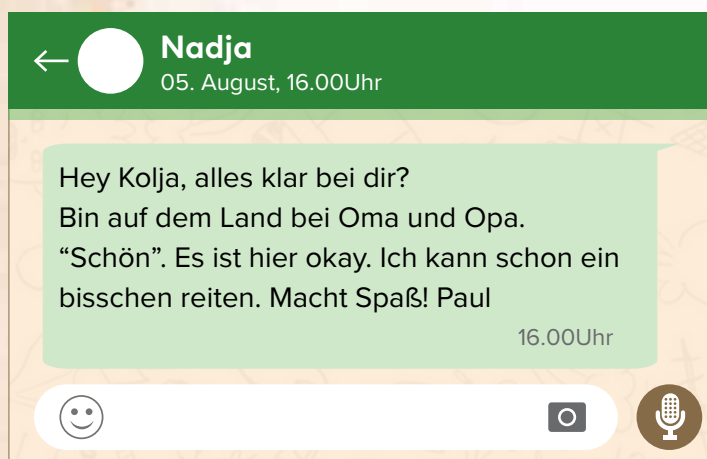 Nadja
05. August, 16.00Uhr
Hey Kolja, alles klar bei dir?
Bin auf dem Land bei Oma und Opa.
“Schön”. Es ist hier okay. Ich kann schon ein
bisschen reiten. Macht Spaß! Paul
16.00Uhr